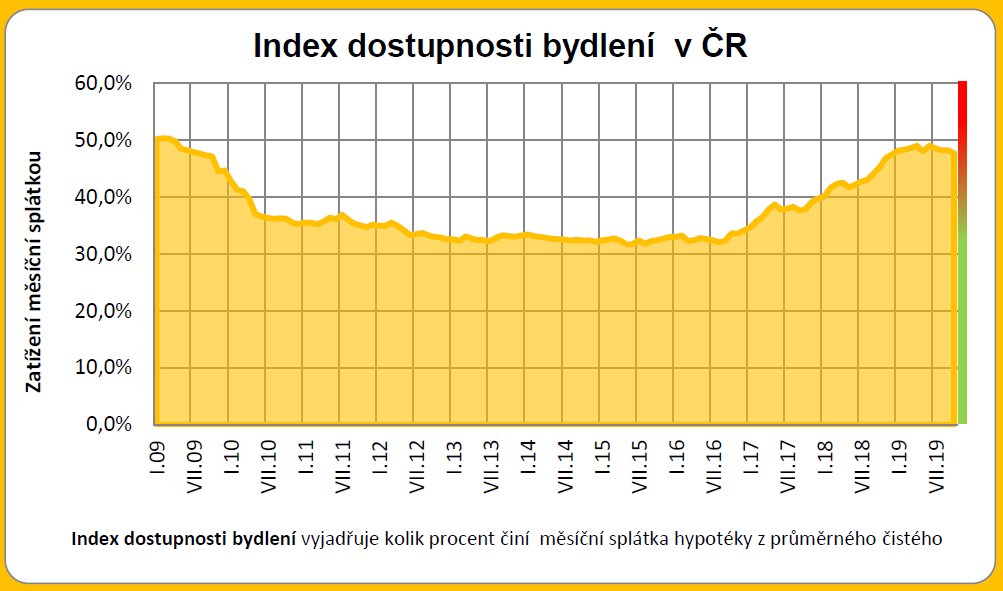 Index dostupnosti bydlení  v ČR
Zatížení měsíční splátkou
60,0%
50,0%
40,0%
30,0%
20,0%
10,0%
0,0%
I.09
VII.09
I.10
VII.10
I.11
VII.11
I.12
VII.12
I.13
VII.13
I.14
VII.14
I.15
VII.15
I.16
VII.16
I.17
VII.17
I.18
VII.18
I.19
VII.19
Index dostupnosti bydlení vyjadřuje kolik procent činí  měsíční splátka hypotéky z průměrného čistého